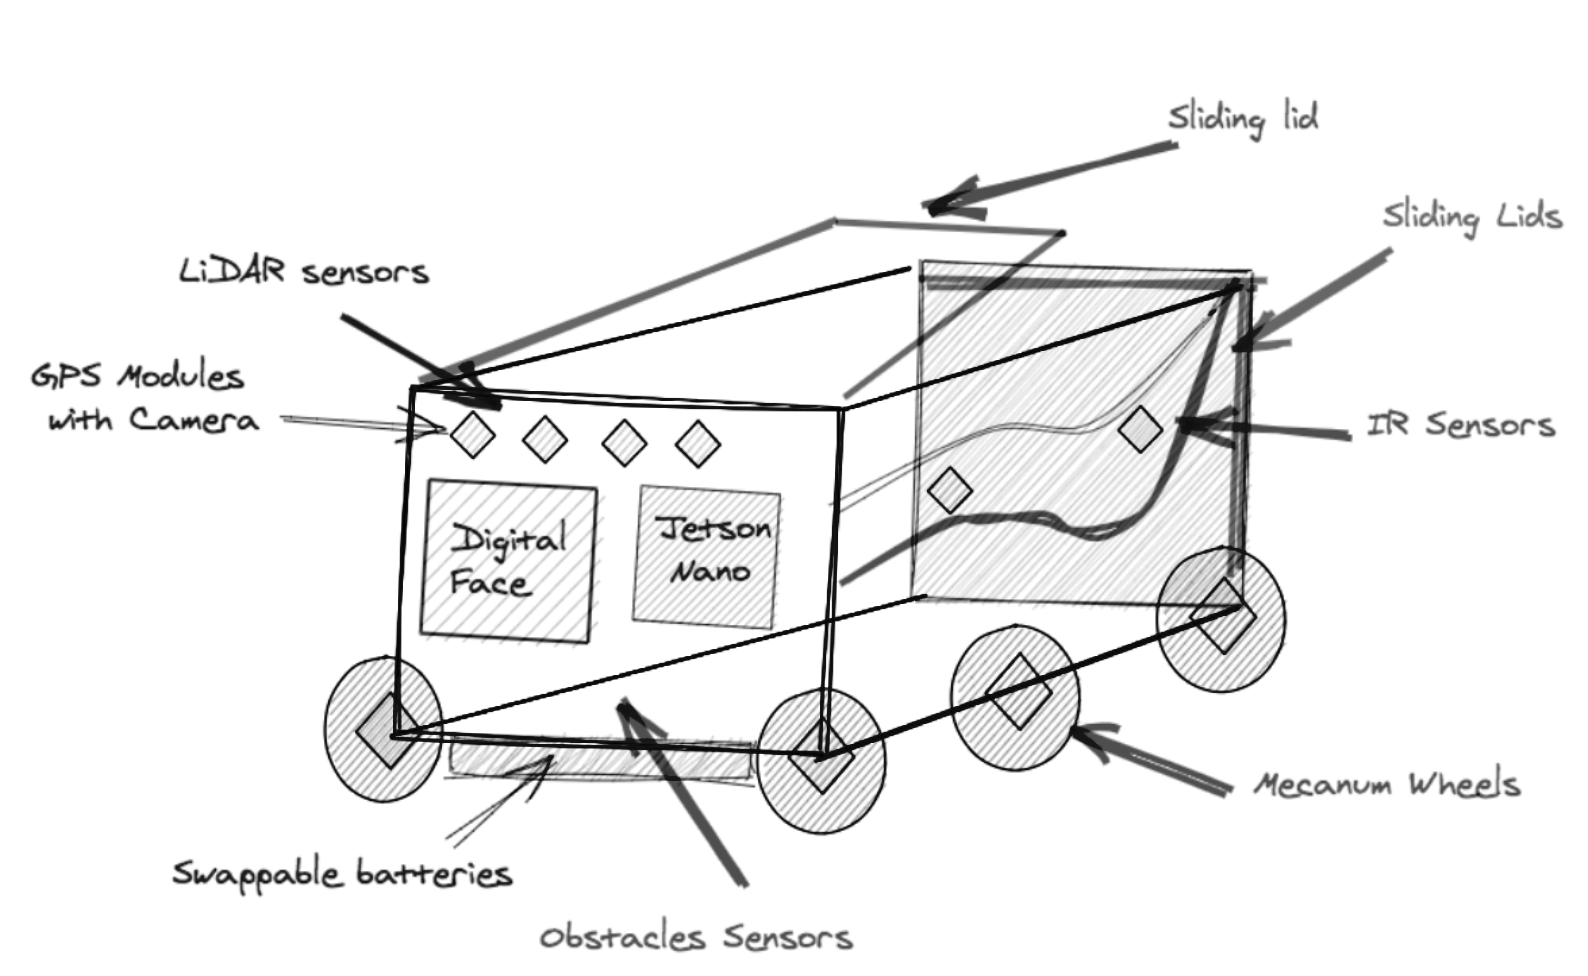 Sliding lid
Sliding Lids
LiDAR sensors
GPS Modules
with Camera
IR Sensors
Digital
Face
Jetson
Nano
Mecanum Wheels
Swappable batteries
Obstacles Sensors